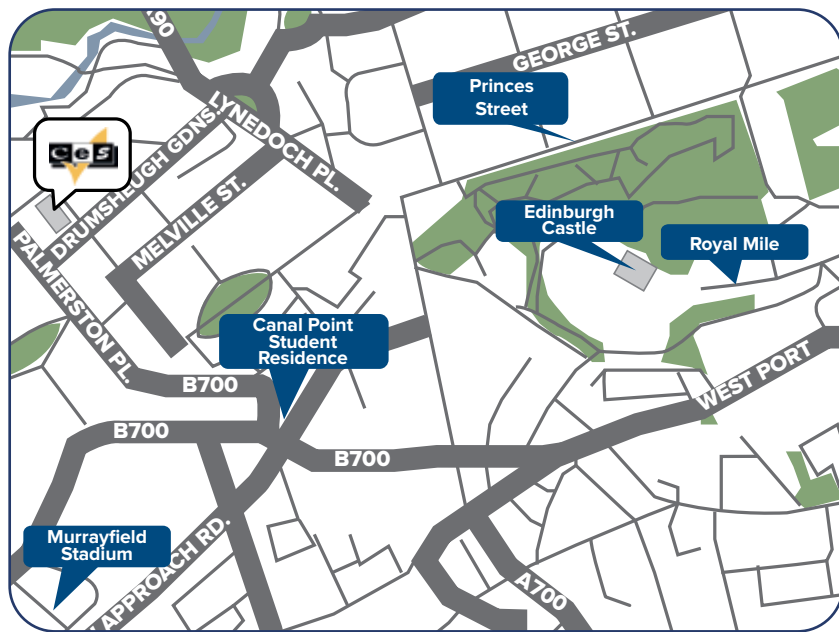 A90
GEORGE ST.
Princes
Street
LYNEDOCH PL.
ces
DRUMSHEUGH GDNS.
MELVILLE ST.
Edinburgh
Castle
Royal Mile
PALMERSTON PL.
Canal Point
Student
Residence
B700
WEST PORT
B700
B700
Murrayfield
Stadium
APPROACH RD.
A700